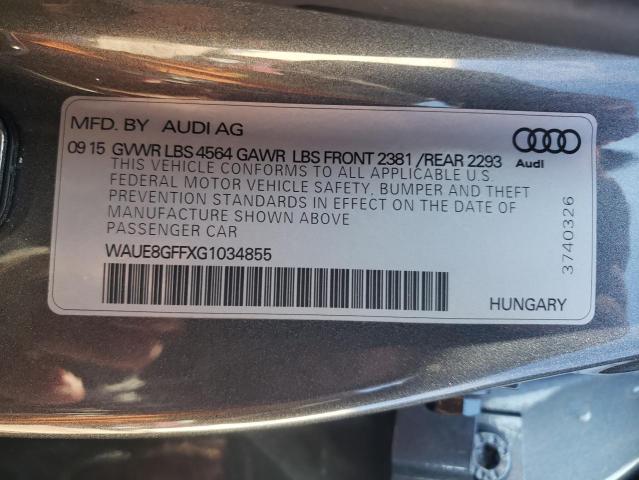 MFD. BY AUDI AG
09 15 GVWR LBS 4564 GAWR LBS FRONT 2381 /REAR 2293
Audi
THIS VEHICLE CONFORMS TO ALL APPLICABLE U.S.
FEDERAL MOTOR VEHICLE SAFETY, BUMPER AND THEFT
PREVENTION STANDARDS IN EFFECT ON THE DATE OF
MANUFACTURE SHOWN ABOVE
PASSENGER CAR
WAUE8GFFXG1034855
HUNGARY
3740326